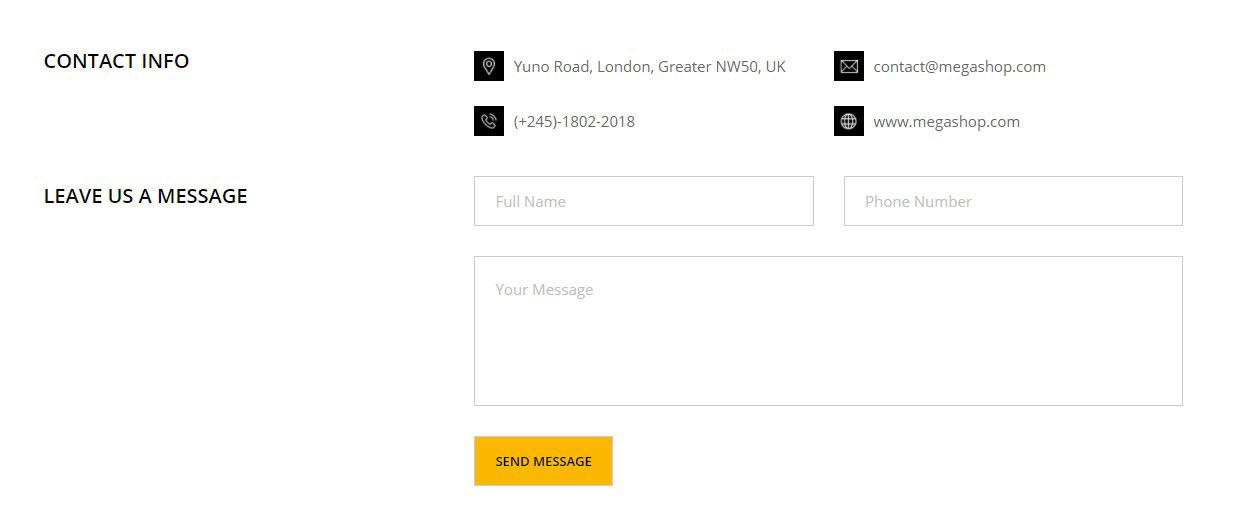 CONTACT INFO
Yuno Road, London, Greater NW50, UK
contact@megashop.com
(+245)-1802-2018
www.megashop.com
LEAVE US A MESSAGE
Full Name
Phone Number
Your Message
SEND MESSAGE